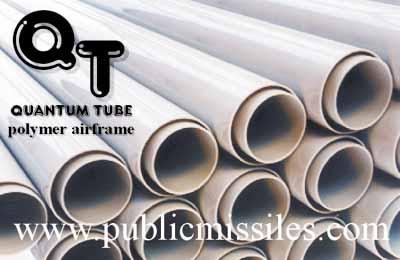 QT
QUANTUM TUBE
polymer airframe
www.publicmissiles.com